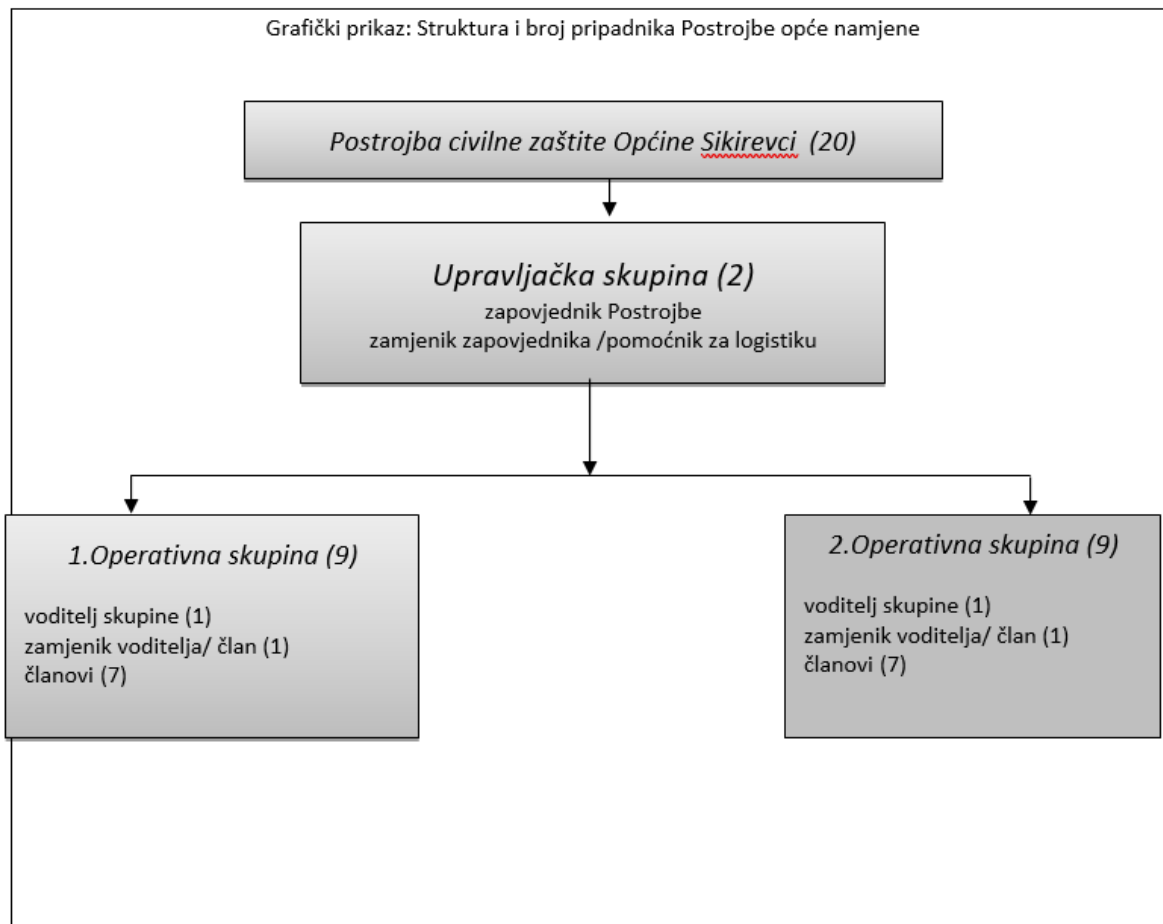 Grafički prikaz: Struktura i broj pripadnika Postrojbe opće namjene
Postrojba civilne zaštite Općine Sikirevci (20)
Upravljačka skupina (2)
zapovjednik Postrojbe
zamjenik zapovjednika /pomoćnik za logistiku
1.Operativna skupina (9)
voditelj skupine (1)
zamjenik voditelja/ član (1)
članovi (7)
2.Operativna skupina (9)
voditelj skupine (1)
zamjenik voditelja/ član (1)
članovi (7)